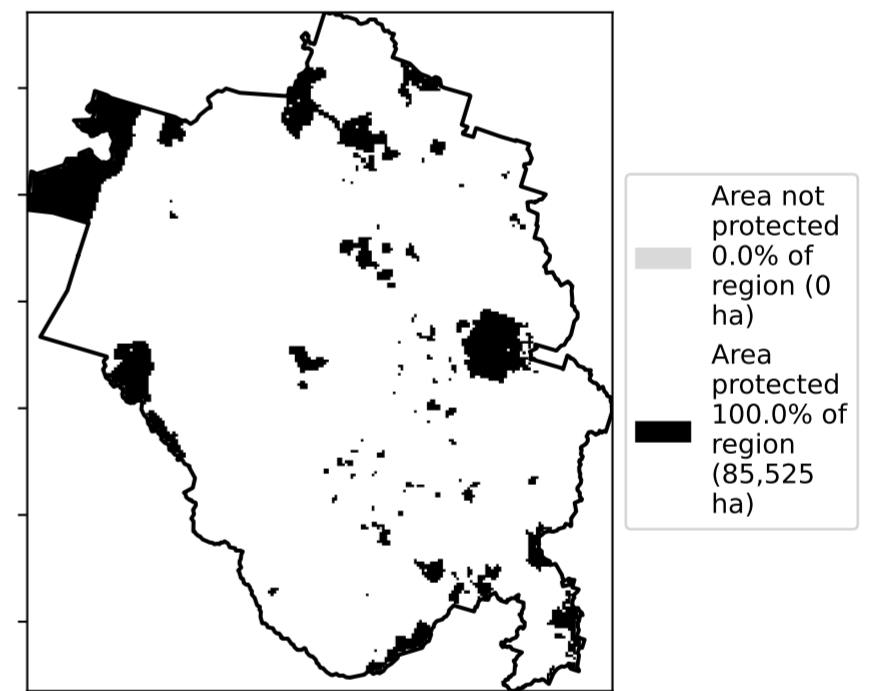 Area not
protected
0.0% of
region (0
ha)
Area
protected
100.0% of
region
(85,525
ha)